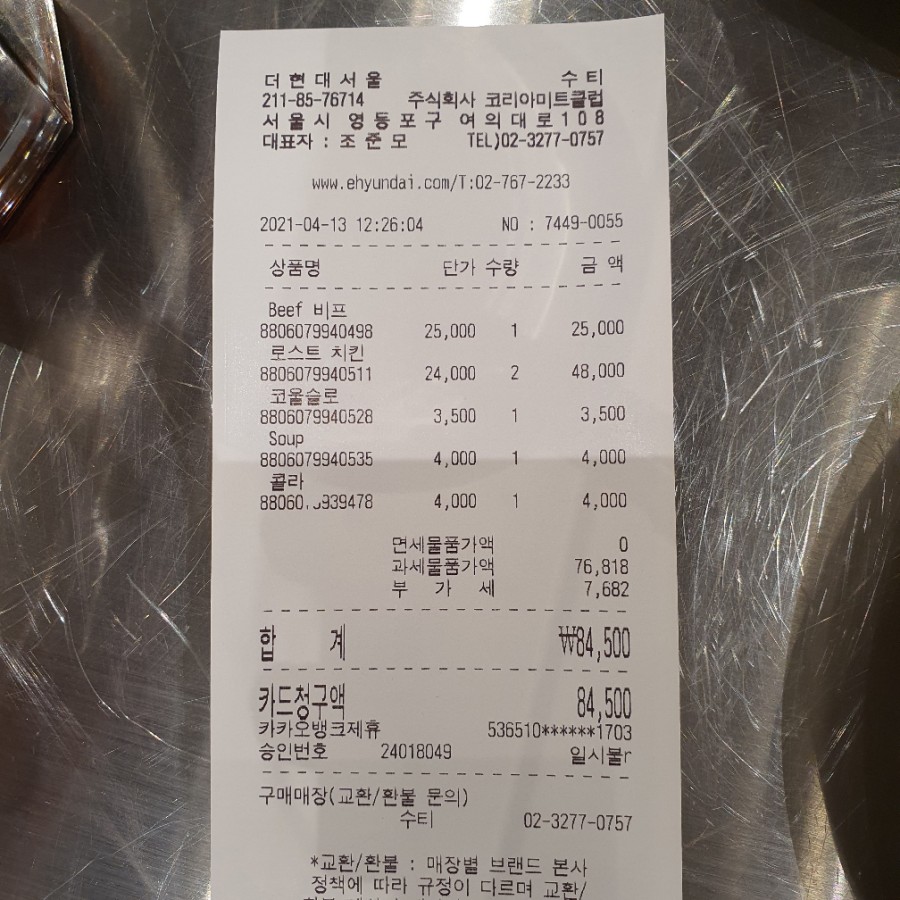 더현대서울 수티
211-85-76714 주식회사 코리아미트클럽
서울시 영등포구 여의대로108
대표자 : 조준모 TEL)02-3277-0757
www.ehyundai.com/T:02-767-2233
2021-04-13 12:26:04 NO : 7449-0055
상품명 단가 수량 금 액
Beef 비프
8806079940498 25,000 1 25,000
로스트 치킨
8806079940511 24,000 2 48,000
코울슬로
8806079940528 3,500 1 3,500
Soup
8806079940535 4,000 1 4,000
콜라
4,000 1 4,000
면세물품가액 0
과세물품가액 76,818
부 가 세 7,682
합 계 ₩84,500
카드청구액 84,500
카카오뱅크제휴 536510******1703
승인번호 24018049 일시불r
구매매장(교환/환불 문의)
수티 02-3277-0757
*교환/환불 : 매장별 브랜드 본사
정책에 따라 규정이 다르며 교환/